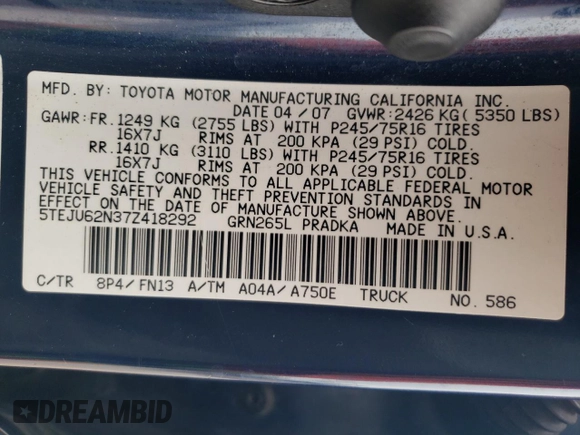 MFD. BY: TOYOTA MOTOR MANUFACTURING CALIFORNIA INC.
DATE 04 / 07 GVWR: 2426 KG ( 5350 LBS)
GAWR: FR. 1249 KG (2755 LBS) WITH P245/75R16 TIRES
16X7J RIMS AT 200 KPA (29 PSI) COLD.
RR. 1410 KG (3110 LBS) WITH P245/75R16 TIRES
16X7J RIMS AT 200 KPA (29 PSI) COLD.
THIS VEHICLE CONFORMS TO ALL APPLICABLE FEDERAL MOTOR
VEHICLE SAFETY AND THEFT PREVENTION STANDARDS IN
EFFECT ON THE DATE OF MANUFACTURE SHOWN ABOVE.
5TEJU62N37Z418292 GRN265L PRADKA MADE IN U.S.A.
C/TR 8P4/ FN13 A/TM A04A/ A750E TRUCK NO. 586
DREAMBID